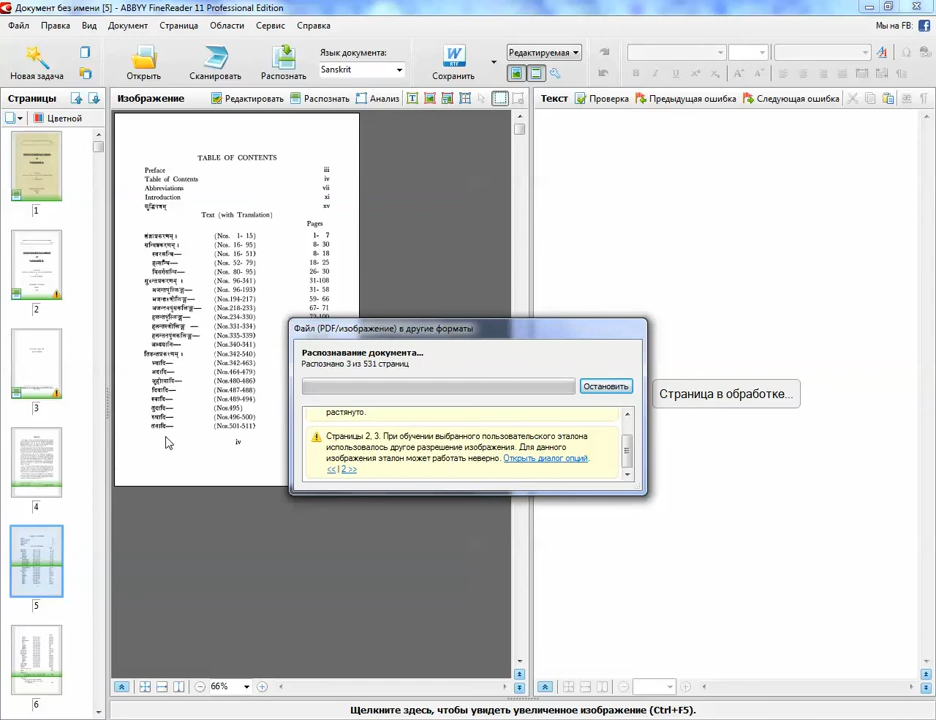 Документ без имени [5] - ABBYY FineReader 11 Professional Edition
Файл Правка Вид Документ Страница Области Сервис Справка Мы на FB:
Новая задача Открыть Сканировать Распознать
Язык документа:
Sanskrit
Сохранить
Редактируемая
Страницы
Изображение Редактировать Распознать Анализ
Текст Проверка Предыдущая ошибка Следующая ошибка
Цветной
1
2
3
4
5
6
TABLE OF CONTENTS
Preface iii
Table of Contents iv
Abbreviations vii
Introduction xi
xv
Text (with Translation)
Pages
संज्ञाप्रकरणम् । (Nos. 1- 15) 1- 7
सन्धिप्रकरणम् । (Nos. 16- 95) 8- 30
स्वरसन्धि— (Nos. 16- 51) 8- 18
(Nos. 52- 79) 18- 25
विसर्गसन्धि— (Nos. 80- 95) 26- 30
(Nos. 96-341) 31-108
(Nos. 96-193) 31- 58
(Nos.194-217) 59- 66
(Nos.218-233) 67- 71
(Nos.234-330)
(Nos.331-334)
(Nos.335-339)
(Nos.340-341)
(Nos.342-540)
भ्वादि— (Nos.342-463)
अदादि— (Nos.464-479)
(Nos.480-486)
दिवादि— (Nos.487-488)
स्वादि— (Nos.489-494)
तुदादि— (Nos.495)
रुधादि— (Nos.496-500)
तनादि— (Nos.501-511)
iv
Файл (PDF/изображение) в другие форматы
Распознавание документа...
Распознано 3 из 531 страниц
Остановить
растянуто.
Страницы 2, 3. При обучении выбранного пользовательского эталона
использовалось другое разрешение изображения. Для данного
изображения эталон может работать неверно. Открыть диалог опций.
<< | 2 >>
Страница в обработке...
66%
Щелкните здесь, чтобы увидеть увеличенное изображение (Ctrl+F5).